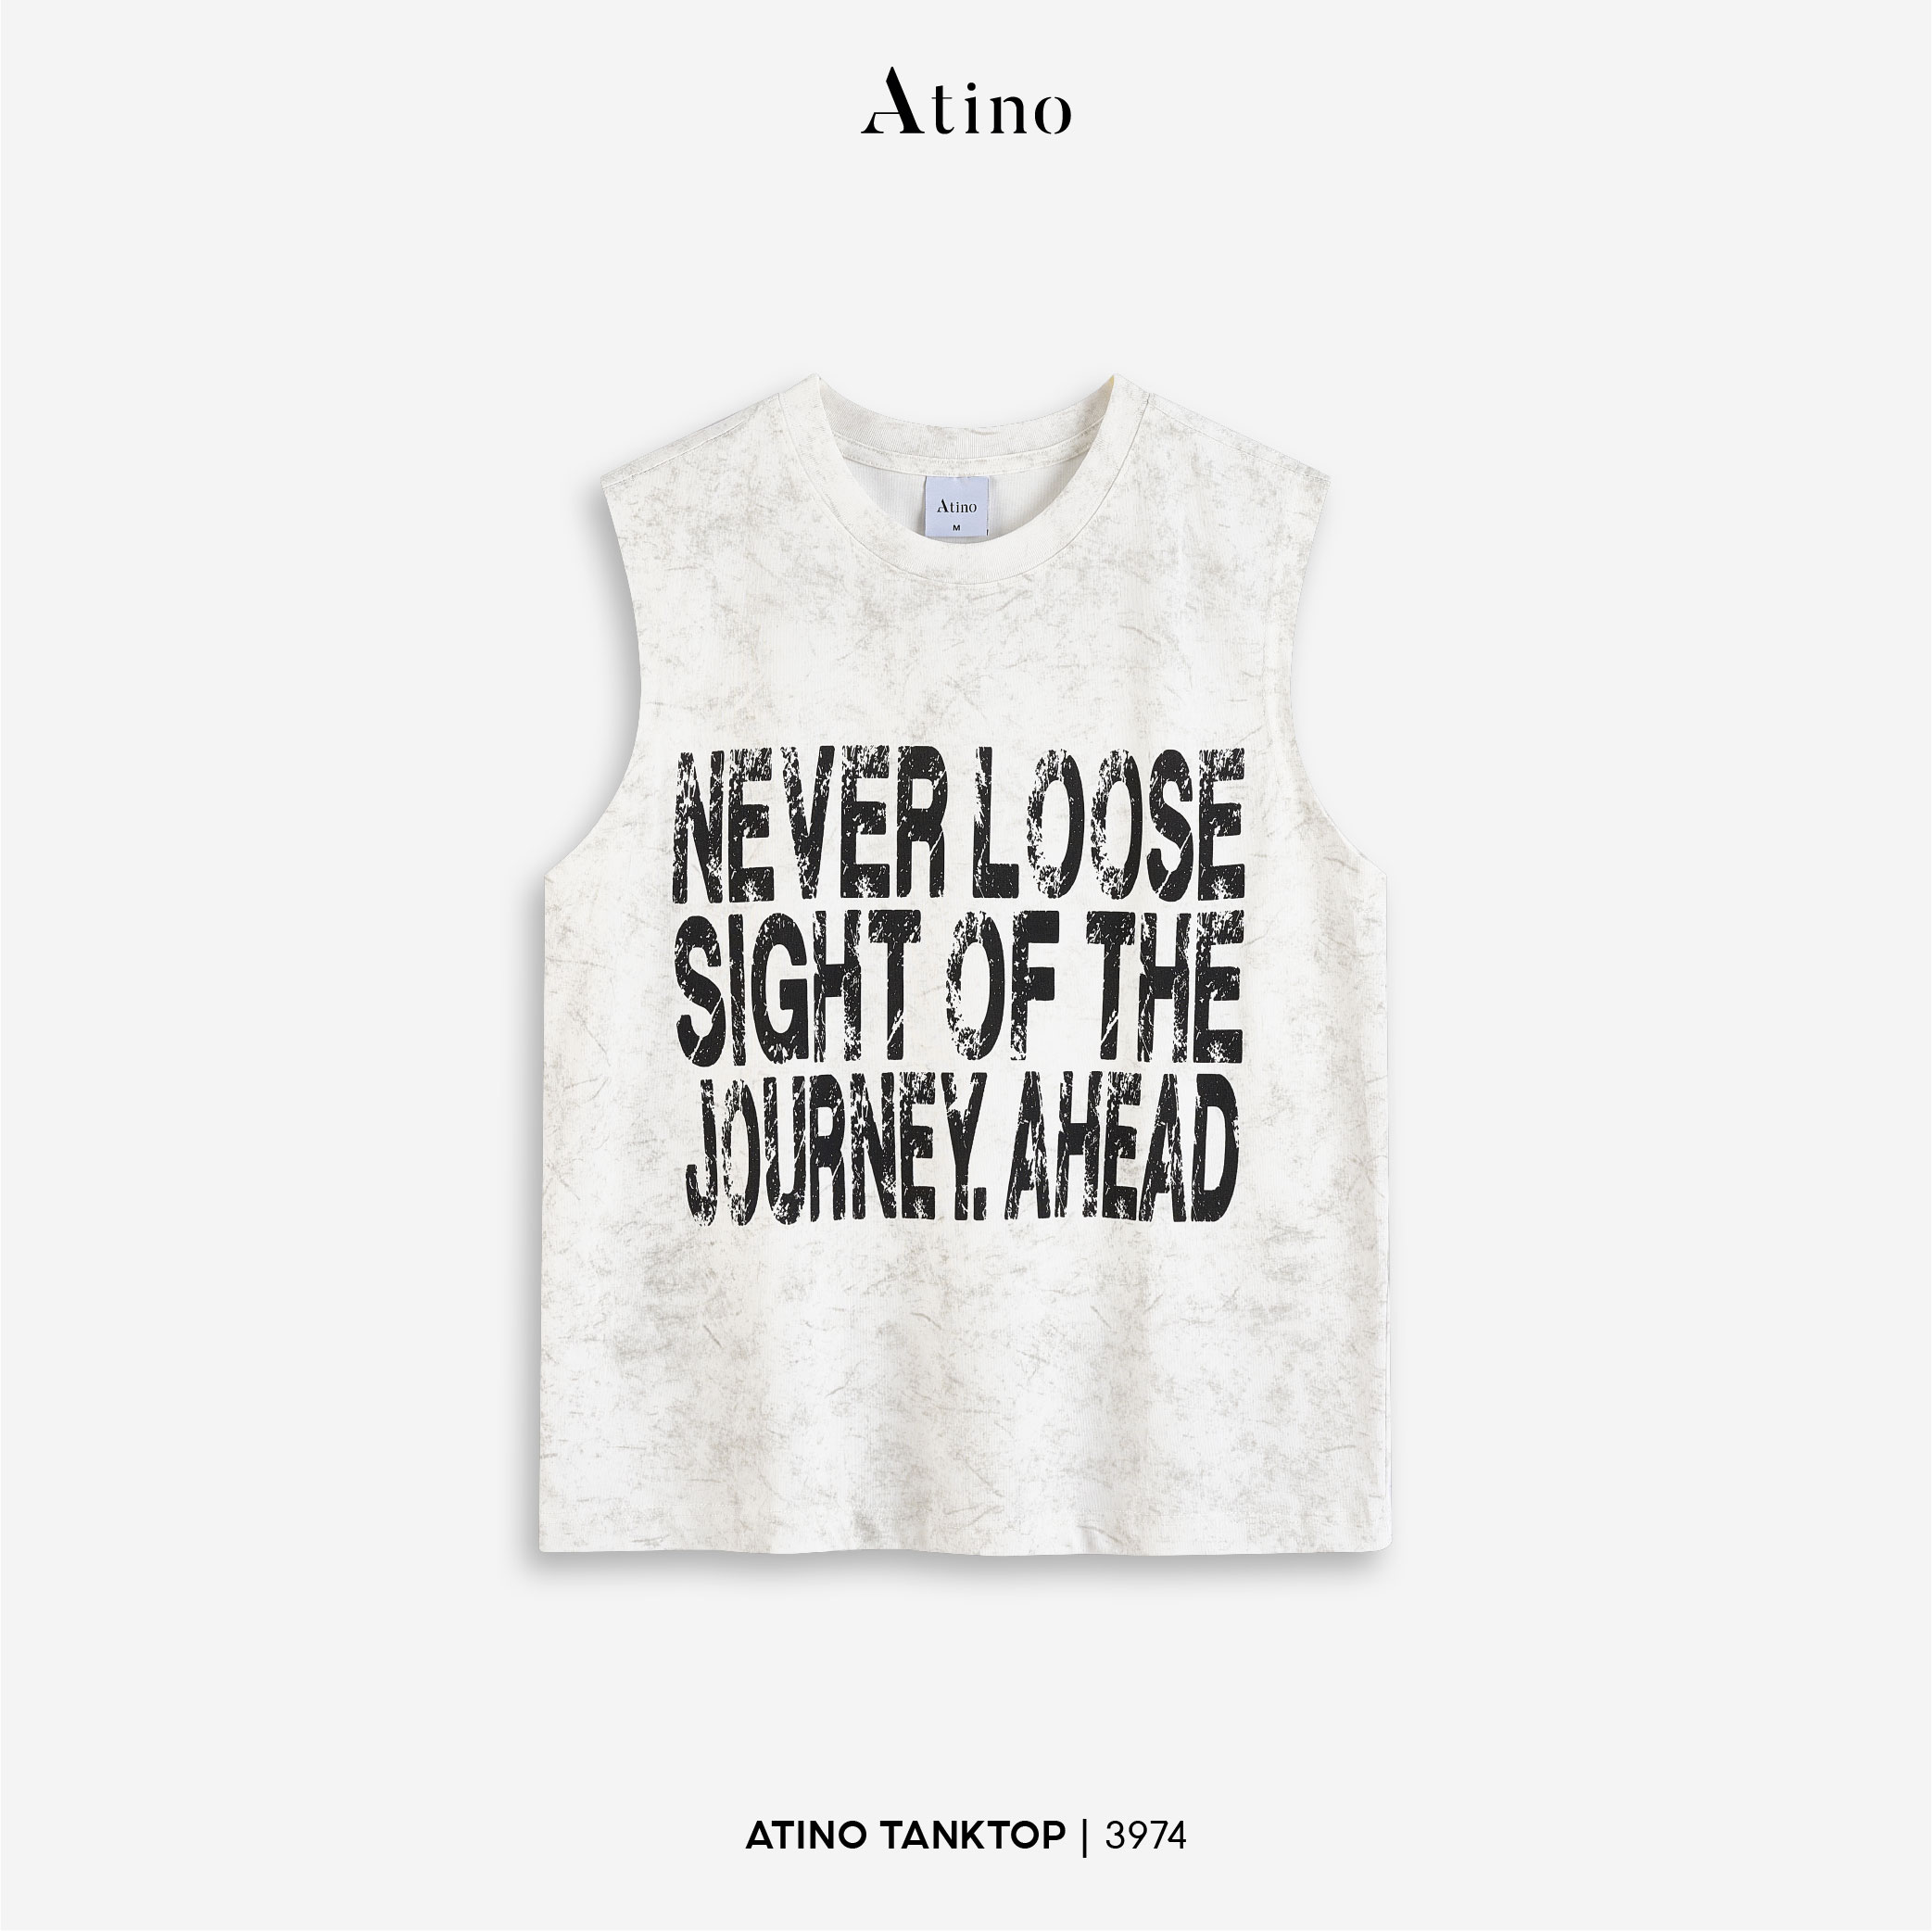 Atino
Atino
M
NEVER LOOSE
SIGHT OF THE
JOURNEY. AHEAD
ATINO TANKTOP | 3974